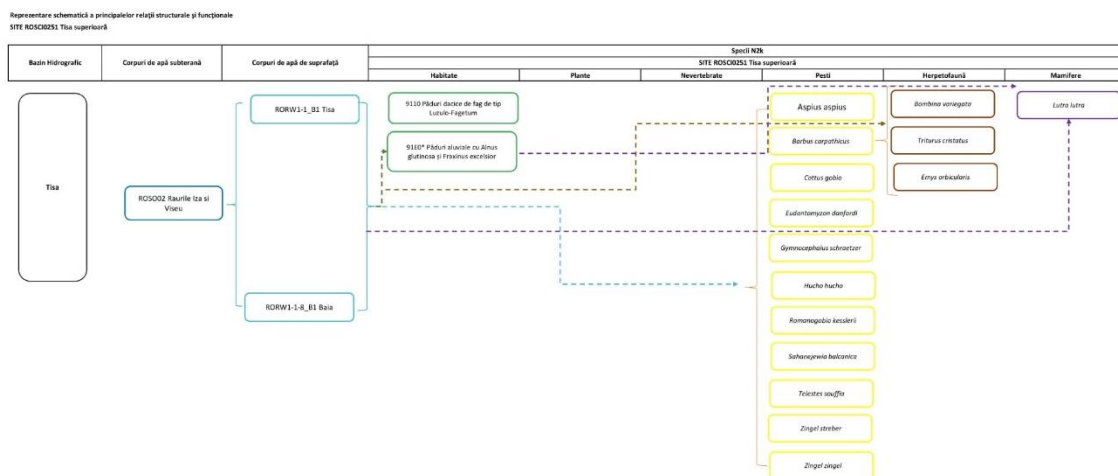 Reprezentare schematică a principalelor relații structurale și funcționale
SITE ROSCI0251 Tisa superioară
Bazin Hidrografic
Corpuri de apă subterană
Corpuri de apă de suprafață
Specii N2k
SITE ROSCI0251 Tisa superioară
Habitate
Plante
Nevertebrate
Pesti
Herpetofaună
Mamifere
Tisa
ROSO02 Raurile Iza si
Viseu
RORW1-1_B1 Tisa
RORW1-1-8_B1 Baia
9110 Păduri dacice de fag de tip
Luzulo-Fagetum
91E0* Păduri aluviale cu Alnus
glutinosa și Fraxinus excelsior
Aspius aspius
Barbus carpathicus
Cottus gobio
Eudontomyzon danfordi
Gymnocephalus schraetzer
Hucho hucho
Romanogobio kesslerii
Sabanejewia balcanica
Telestes souffia
Zingel streber
Zingel zingel
Bombina variegata
Triturus cristatus
Emys orbicularis
Lutra lutra